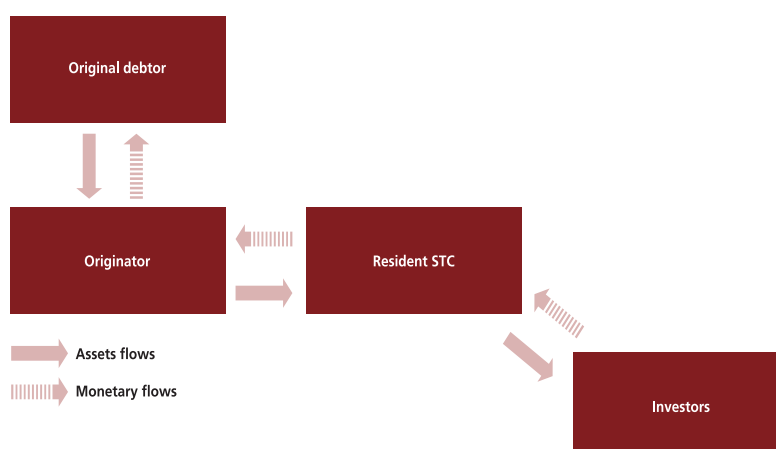 Original debtor
Originator
Resident STC
Assets flows
Monetary flows
Investors